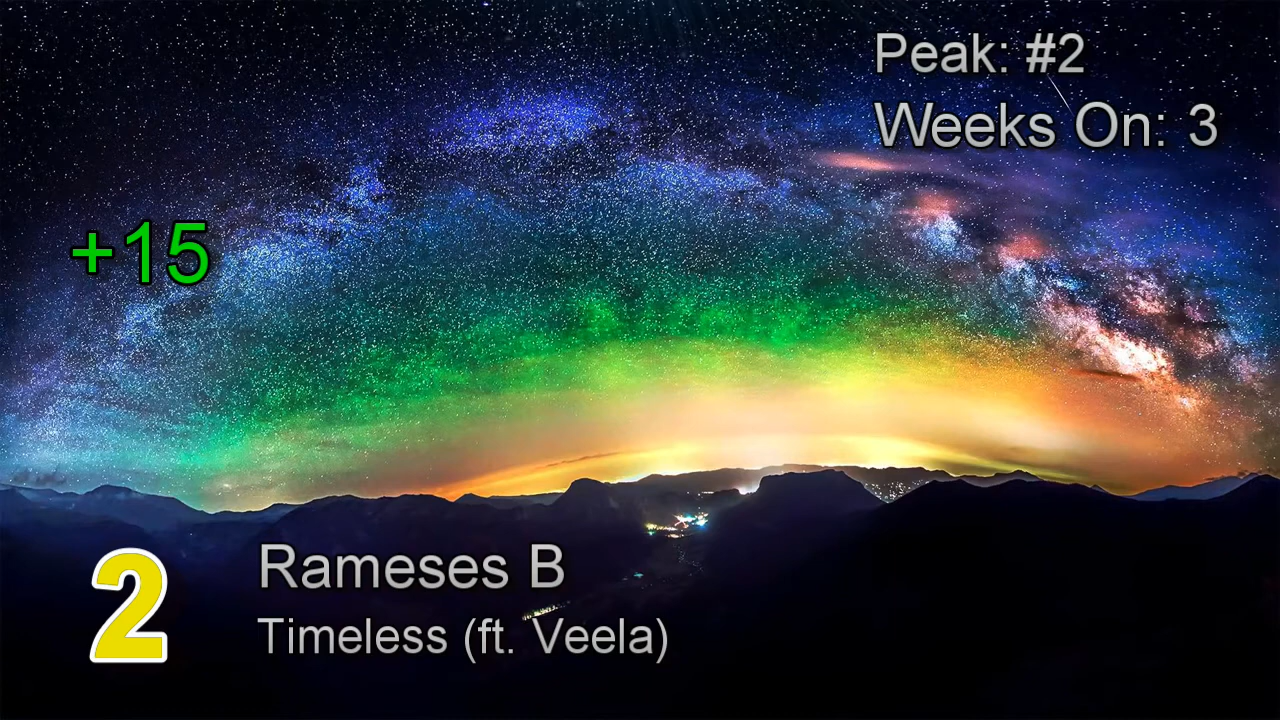 Peak: #2
Weeks On: 3
+15
2
Rameses B
Timeless (ft. Veela)